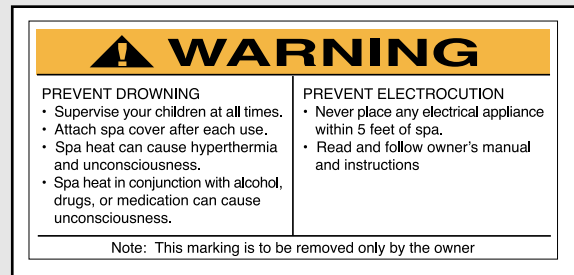 WARNING
PREVENT DROWNING
• Supervise your children at all times.
• Attach spa cover after each use.
• Spa heat can cause hyperthermia
and unconsciousness.
• Spa heat in conjunction with alcohol,
drugs, or medication can cause
unconsciousness.
PREVENT ELECTROCUTION
• Never place any electrical appliance
within 5 feet of spa.
• Read and follow owner's manual
and instructions
Note: This marking is to be removed only by the owner